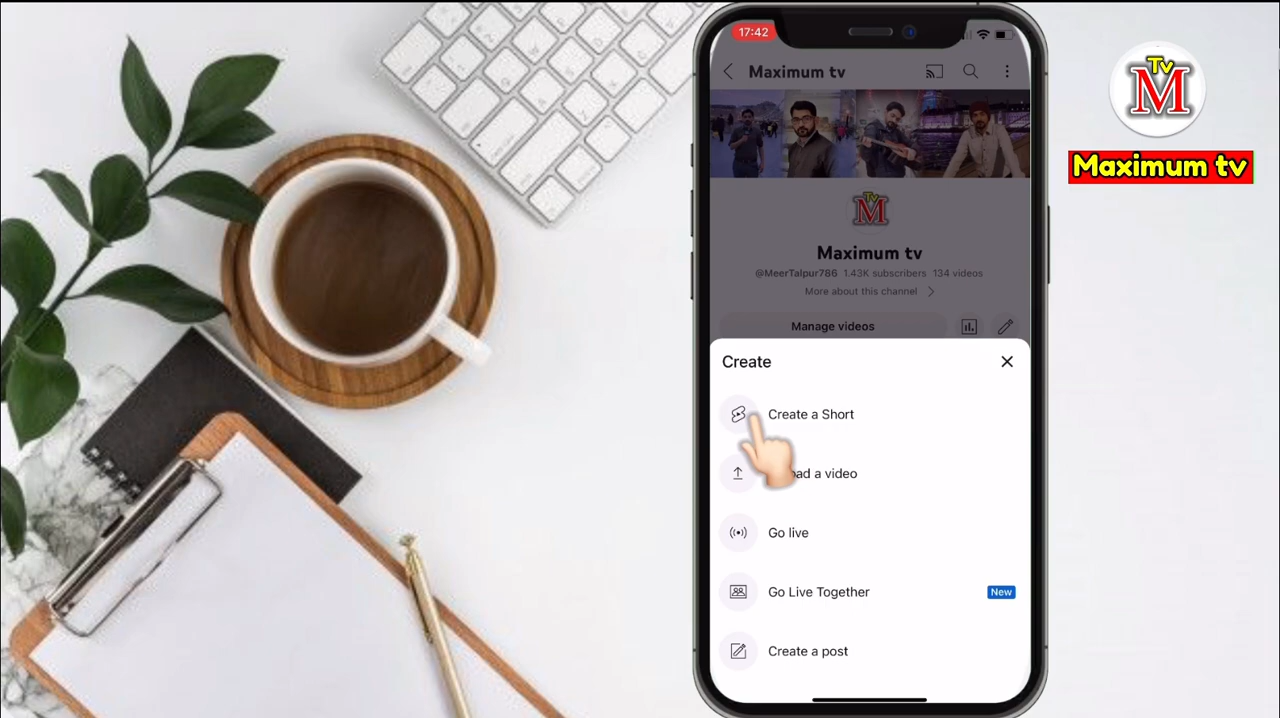 17:42
Maximum tv
Maximum tv
@MeerTalpur786 1.43K subscribers 134 videos
More about this channel
Manage videos
Create
Create a Short
ad a video
Go live
Go Live Together
New
Create a post
Tv
M
Maximum tv